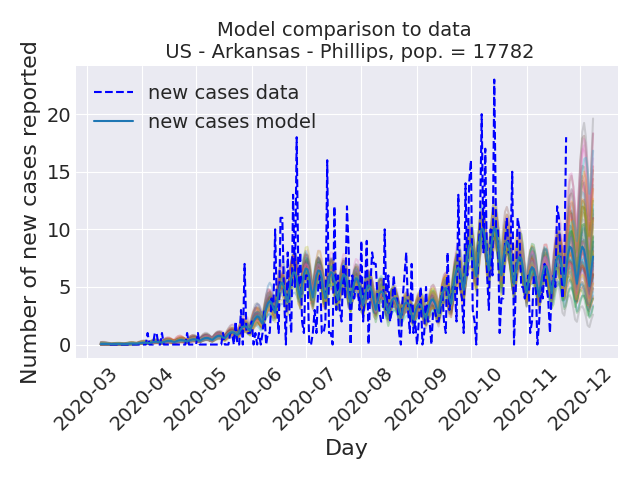 Model comparison to data
US - Arkansas - Phillips, pop. = 17782
Number of new cases reported
new cases data
new cases model
20
15
10
5
0
2020-03
2020-04
2020-05
2020-06
2020-07
2020-08
2020-09
2020-10
2020-11
2020-12
Day